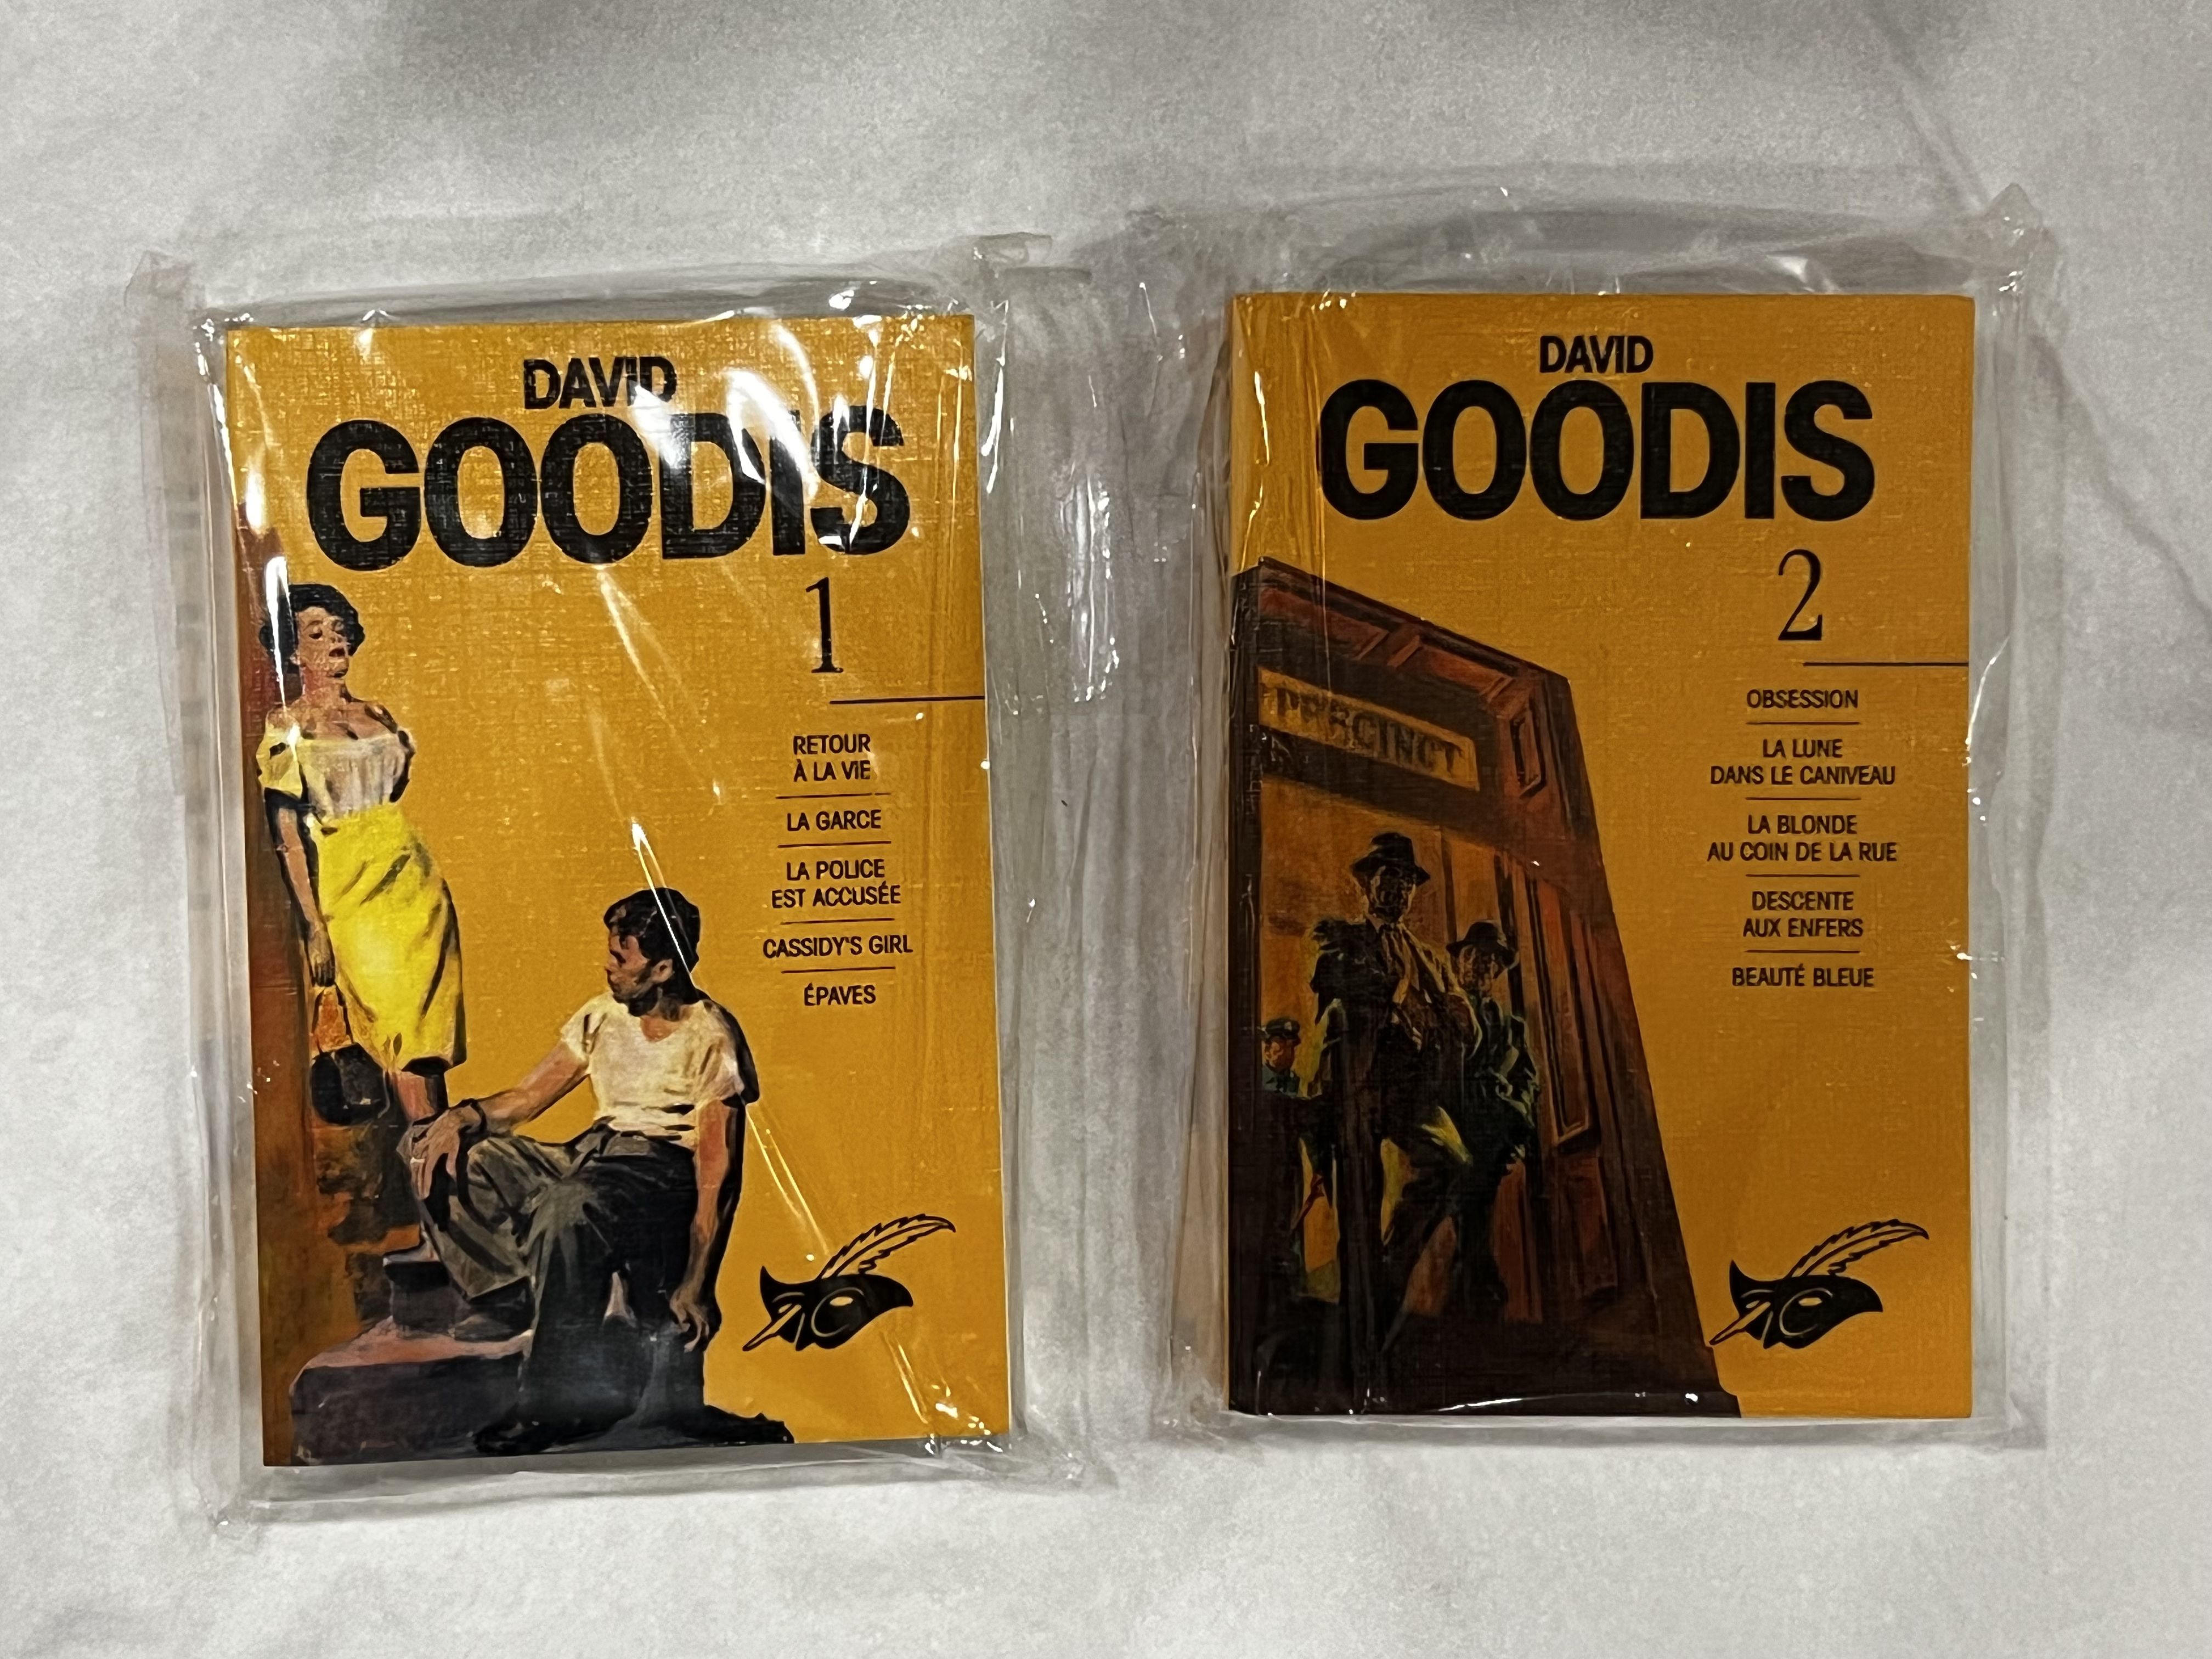 DAVID
GOODIS
1
RETOUR
À LA VIE
LA GARCE
LA POLICE
EST ACCUSÉE
CASSIDY'S GIRL
ÉPAVES
DAVID
GOODIS
2
PRECINCT
OBSESSION
LA LUNE
DANS LE CANIVEAU
LA BLONDE
AU COIN DE LA RUE
DESCENTE
AUX ENFERS
BEAUTÉ BLEUE